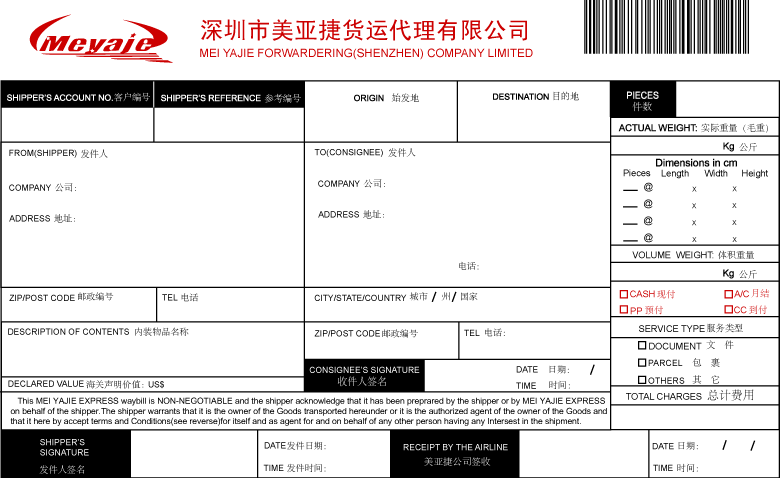 Meyaje
深圳市美亚捷货运代理有限公司
MEI YAJIE FORWARDERING(SHENZHEN) COMPANY LIMITED
SHIPPER'S ACCOUNT NO.客户编号
SHIPPER'S REFERENCE 参考编号
ORIGIN 始发地
DESTINATION 目的地
PIECES
件数
ACTUAL WEIGHT: 实际重量（毛重）
Kg 公斤
FROM(SHIPPER) 发件人
COMPANY 公司:
ADDRESS 地址:
TO(CONSIGNEE) 发件人
COMPANY 公司:
ADDRESS 地址:
电话:
Dimensions in cm
Pieces Length Width Height
@ x x
@ x x
@ x x
@ x x
VOLUME WEIGHT: 体积重量
Kg 公斤
ZIP/POST CODE 邮政编号
TEL 电话
CITY/STATE/COUNTRY 城市 / 州/ 国家
CASH 现付
A/C 月结
PP 预付
CC 到付
DESCRIPTION OF CONTENTS 内装物品名称
ZIP/POST CODE邮政编号
TEL 电话:
SERVICE TYPE服务类型
DOCUMENT 文 件
PARCEL 包 裹
OTHERS 其 它
CONSIGNEE'S SIGNATURE
收件人签名
DATE 日期: /
TIME 时间:
DECLARED VALUE 海关声明价值: US$
TOTAL CHARGES 总计费用
This MEI YAJIE EXPRESS waybill is NON-NEGOTIABLE and the shipper acknowledge that it has been preprared by the shipper or by MEI YAJIE EXPRESS
on behalf of the shipper.The shipper warrants that it is the owner of the Goods transported hereunder or it is the authorized agent of the owner of the Goods and
that it here by accept terms and Conditions(see reverse)for itself and as agent for and on behalf of any other person having any Intersest in the shipment.
SHIPPER'S
SIGNATURE
发件人签名
DATE发件日期:
TIME 发件时间:
RECEIPT BY THE AIRLINE
美亚捷公司签收
DATE 日期: / /
TIME 时间: